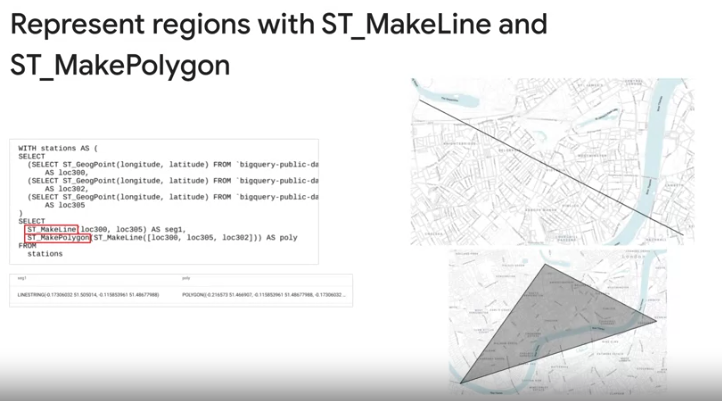 Represent regions with ST_MakeLine and
ST_MakePolygon
WITH stations AS (
SELECT
(SELECT ST_GeogPoint(longitude, latitude) FROM `bigquery-public-da
AS loc300,
(SELECT ST_GeogPoint(longitude, latitude) FROM `bigquery-public-da
AS loc302,
(SELECT ST_GeogPoint(longitude, latitude) FROM `bigquery-public-da
AS loc305
)
SELECT
ST_MakeLine(loc300, loc305) AS seg1,
ST_MakePolygon(ST_MakeLine([loc300, loc305, loc302])) AS poly
FROM
stations
seg1
poly
LINESTRING(-0.17306032 51.505014, -0.115853961 51.48677988)
POLYGON((-0.216573 51.466907, -0.115853961 51.48677988, -0.17306032...